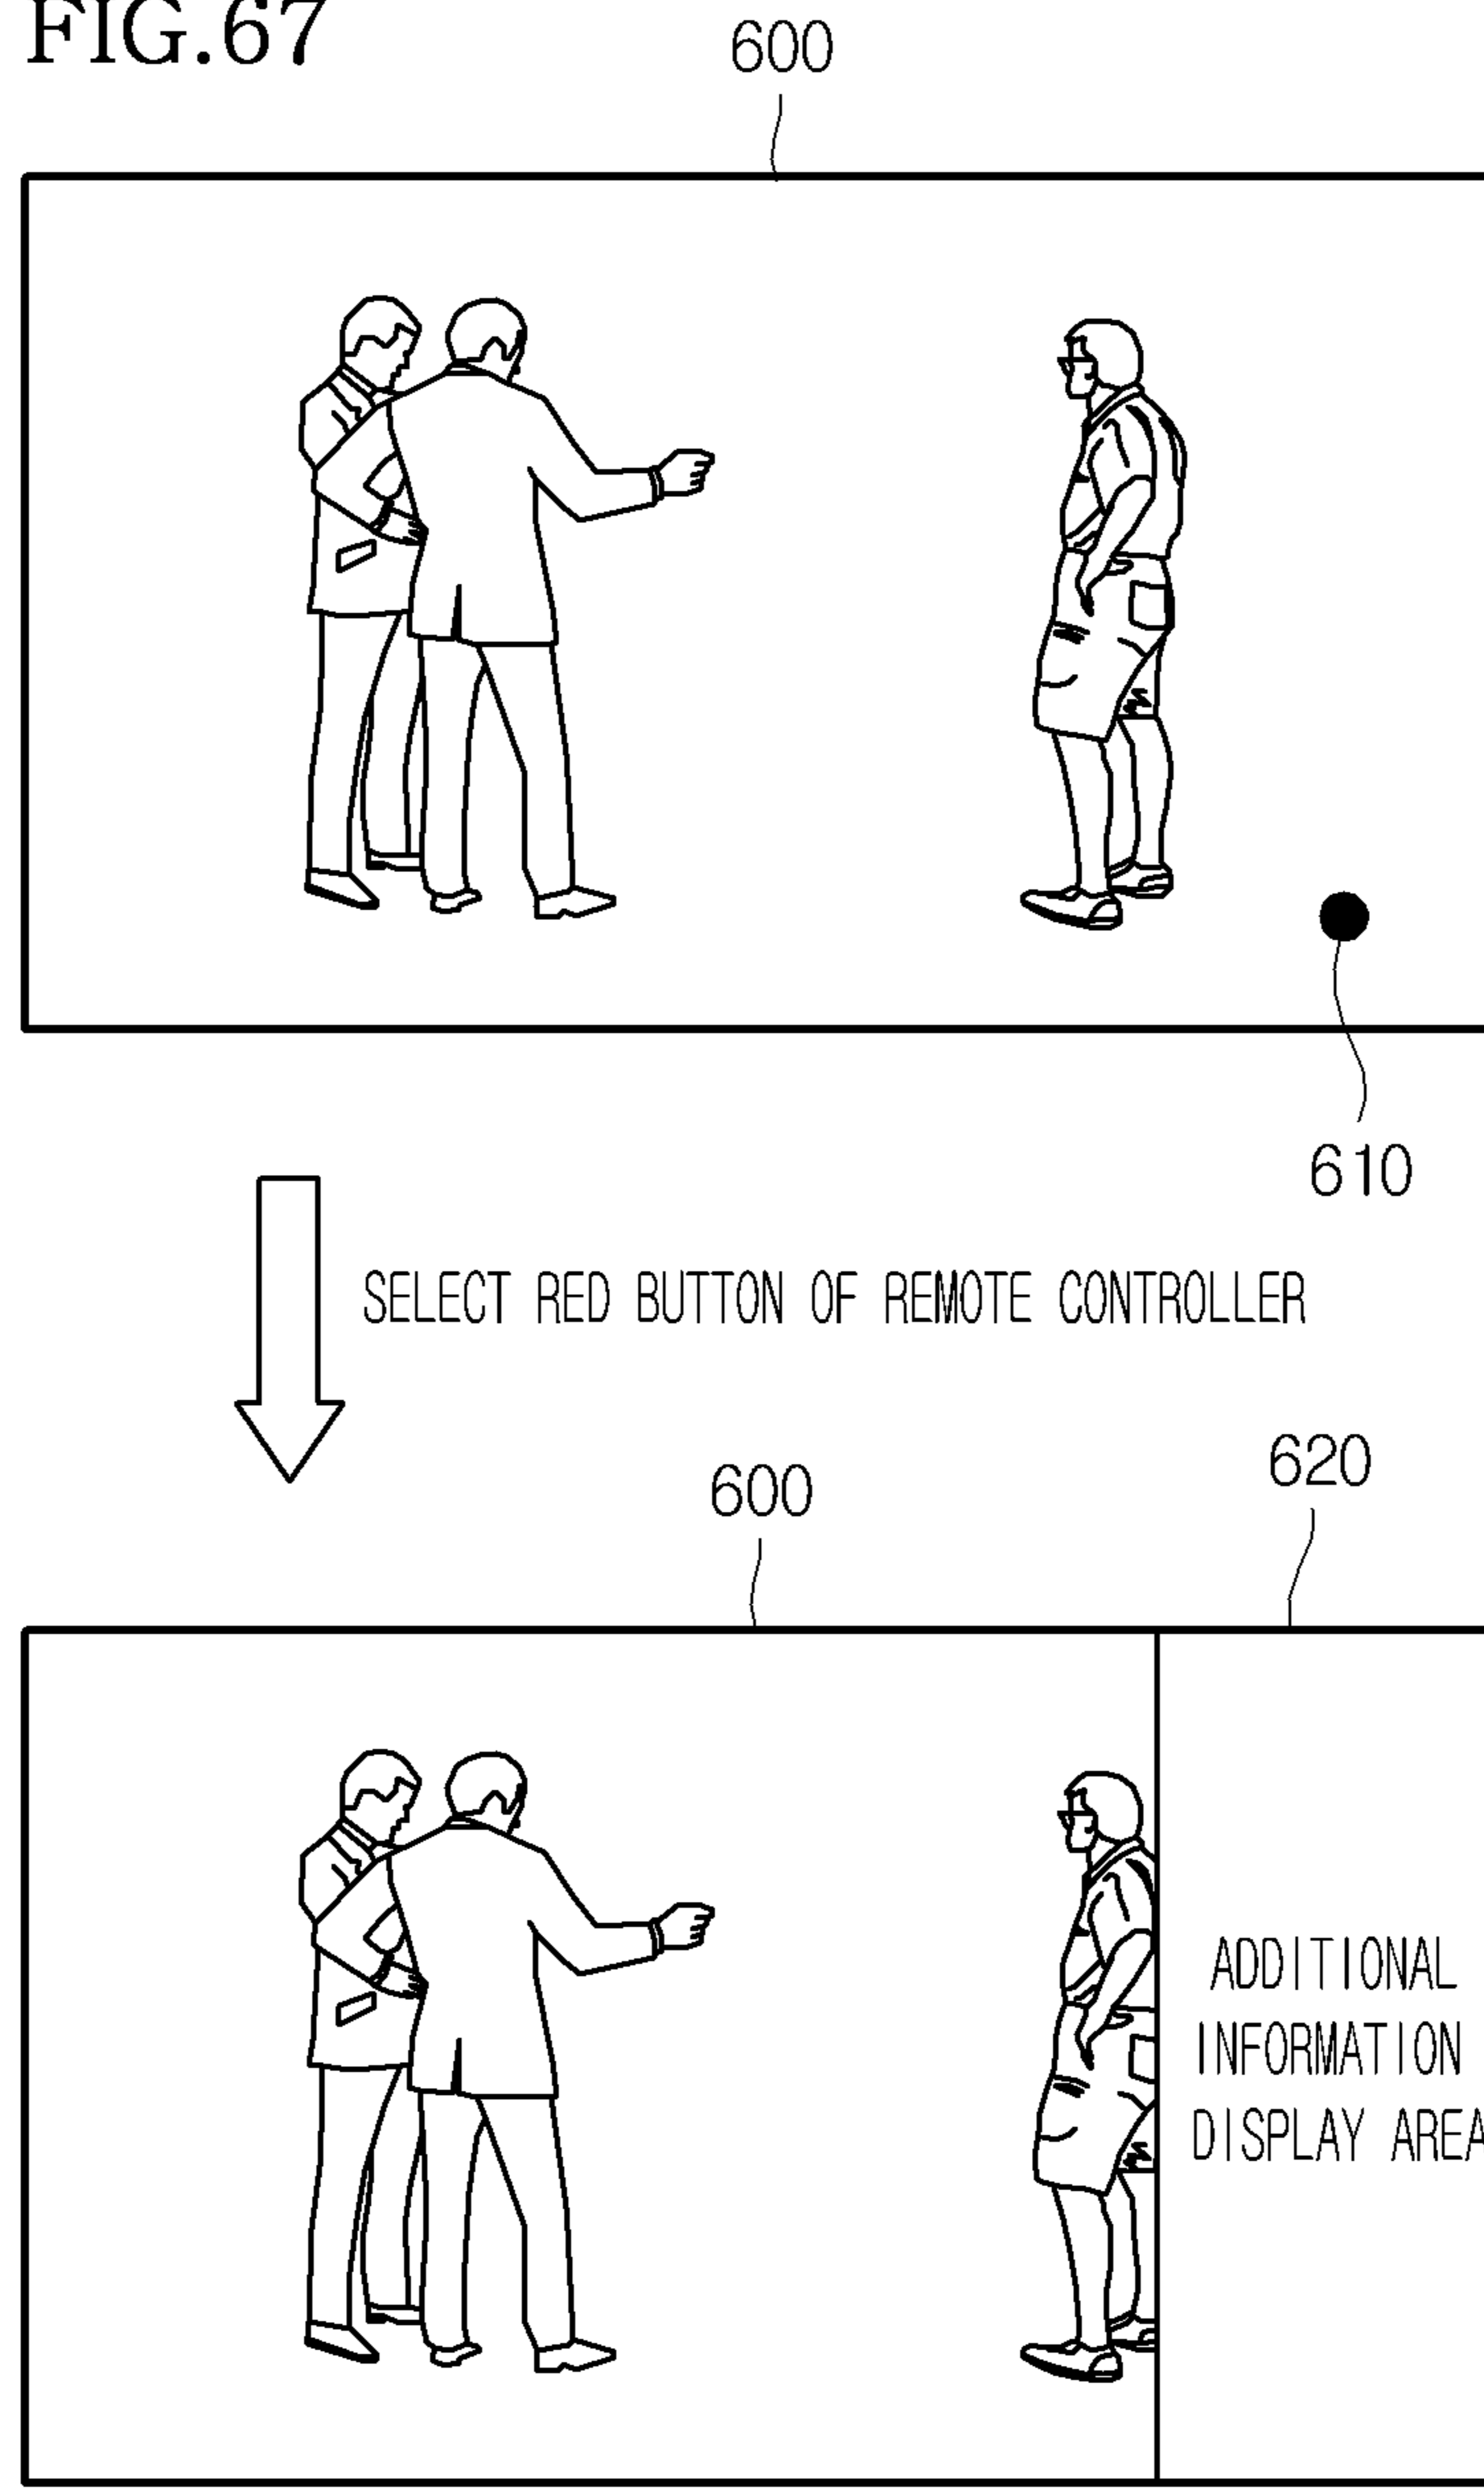 FIG.67
600
610
SELECT RED BUTTON OF REMOTE CONTROLLER
600
620
ADDITIONAL
INFORMATION
DISPLAY AREA